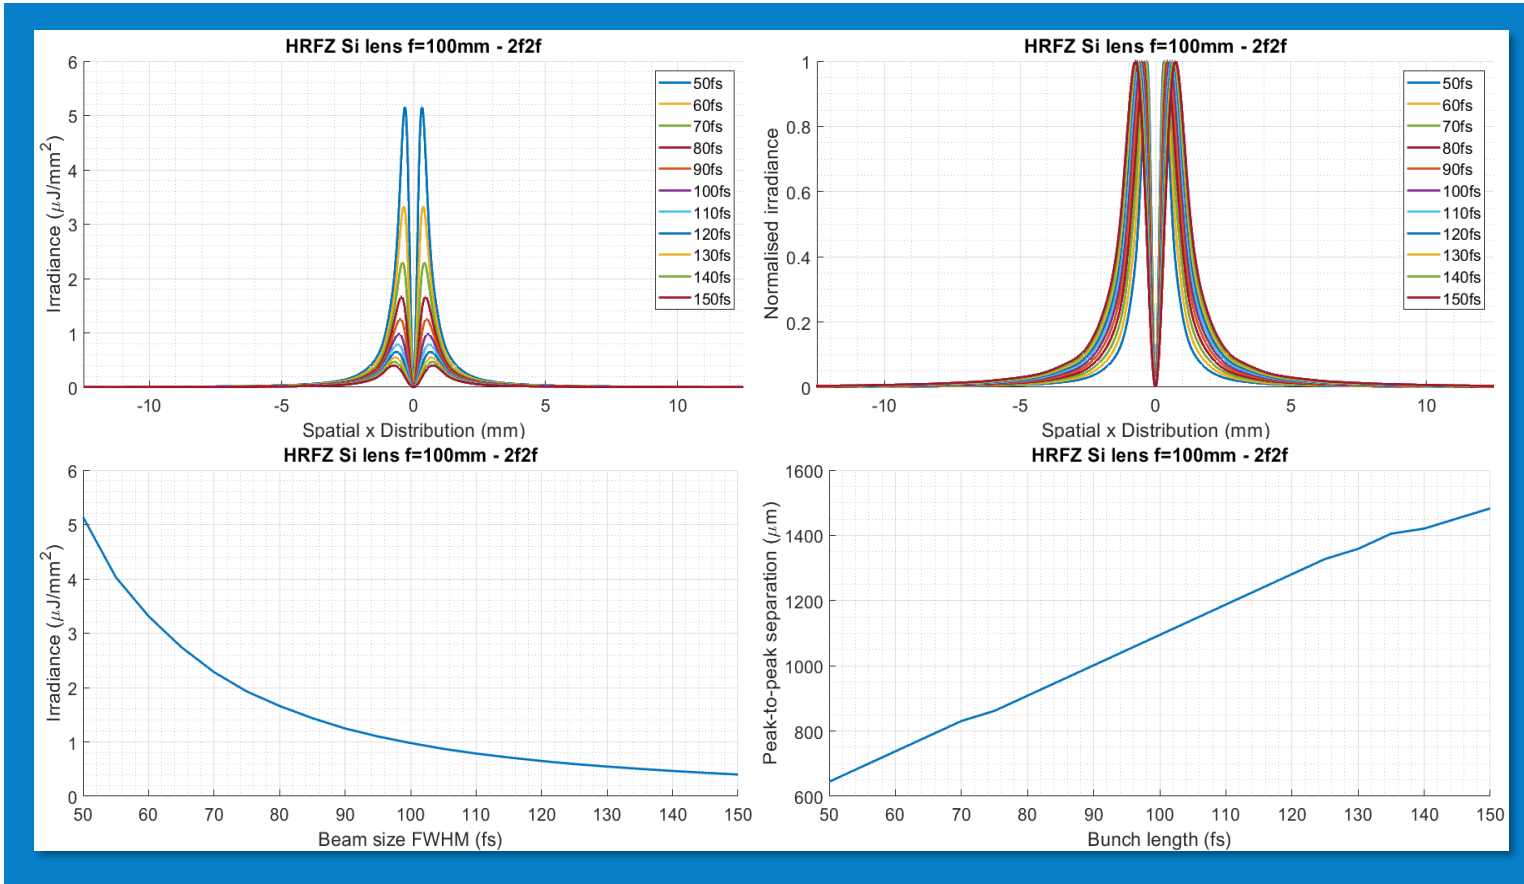 HRFZ Si lens f=100mm - 2f2f
Irradiance (μJ/mm²)
6
5
4
3
2
1
0
-10
-5
0
5
10
Spatial x Distribution (mm)
50fs
60fs
70fs
80fs
90fs
100fs
110fs
120fs
130fs
140fs
150fs
HRFZ Si lens f=100mm - 2f2f
Normalised irradiance
1
0.8
0.6
0.4
0.2
0
-10
-5
0
5
10
Spatial x Distribution (mm)
50fs
60fs
70fs
80fs
90fs
100fs
110fs
120fs
130fs
140fs
150fs
HRFZ Si lens f=100mm - 2f2f
Irradiance (μJ/mm²)
6
5
4
3
2
1
0
50
60
70
80
90
100
110
120
130
140
150
Beam size FWHM (fs)
HRFZ Si lens f=100mm - 2f2f
Peak-to-peak separation (μm)
1600
1400
1200
1000
800
600
50
60
70
80
90
100
110
120
130
140
150
Bunch length (fs)